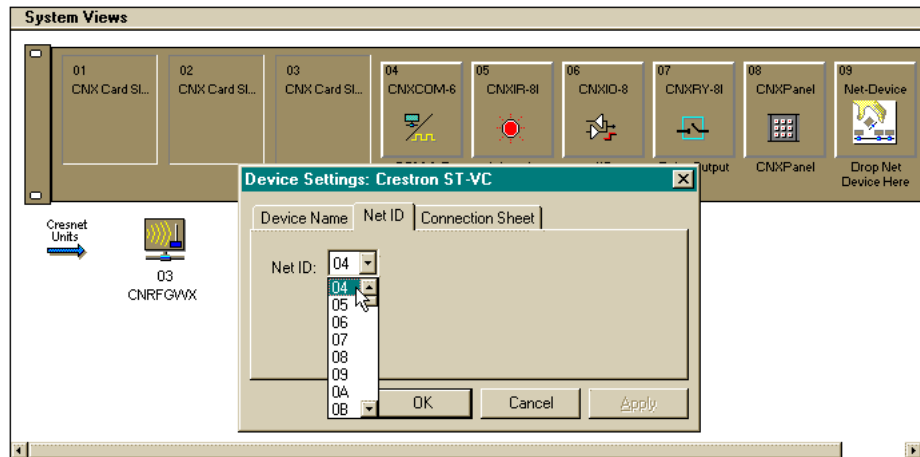 System Views
01
CNX Card Sl...
02
CNX Card Sl...
03
CNX Card Sl...
04
CNXCOM-6
05
CNXIR-8I
06
CNXIO-8
07
CNXRY-8I
08
CNXPanel
CNXPanel
09
Net-Device
Drop Net
Device Here
Output
Cresnet
Units
03
CNRFGWX
Device Settings: Crestron ST-VC
Device Name
Net ID
Connection Sheet
Net ID:
04
04
05
06
07
08
09
0A
0B
OK
Cancel
Apply